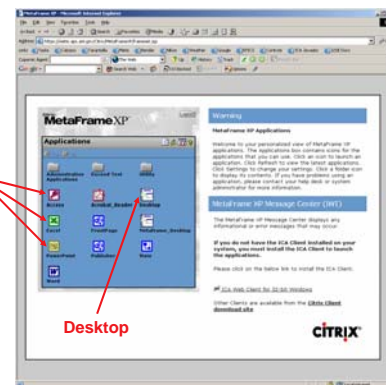 MetaFrame XP - Microsoft Internet Explorer
File Edit View Favorites Tools Help
MetaFrame XP
Applications
Administration
Applications
Utility
Access
Acrobat_Reader
Desktop
Excel
FrontPage
Metaframe_Desktop
PowerPoint
Publisher
Word
Desktop
Warning
MetaFrame XP Applications
Welcome to your personalized view of MetaFrame XP
applications. The Applications box contains icons for the
applications that you can use. Click an icon to launch an
application. Click Refresh to view the latest applications.
Click Settings to change your settings. Click a folder icon
to display its contents. If you have problems using an
application, please contact your help desk or system
administrator for more information.
MetaFrame XP Message Center (IWT)
The MetaFrame XP Message Center displays any
informational or error messages that may occur.
If you do not have the ICA Client installed on your
system, you must install the ICA Client to launch
the applications.
Please click on the below link to install the ICA Client:
ICA Web Client for 32-bit Windows
Other Clients are available from the Citrix Client
download site
CITRIX